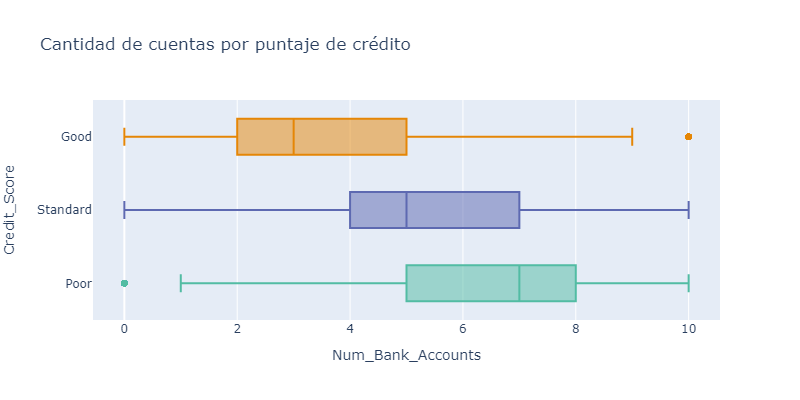 Cantidad de cuentas por puntaje de crédito
Credit_Score
Good
Standard
Poor
0 2 4 6 8 10
Num_Bank_Accounts